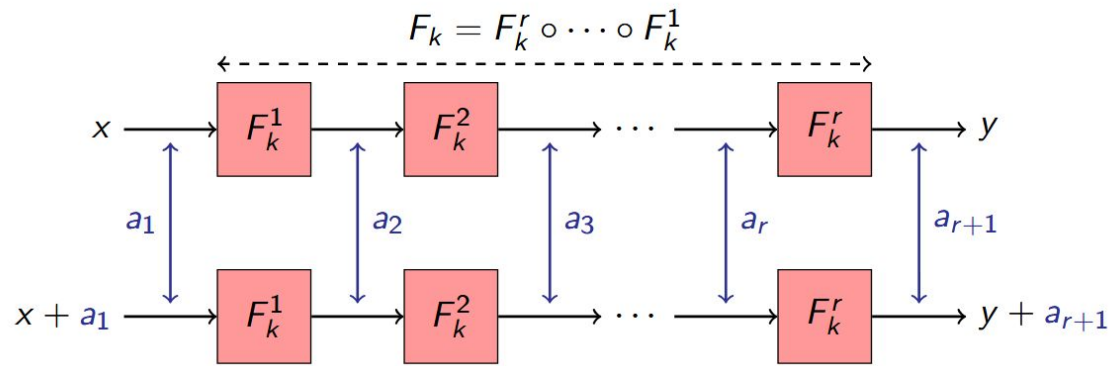 F_k = F_k^r ∘ ⋯ ∘ F_k^1
x F_k^1 F_k^2 ⋯ F_k^r y
a_1 a_2 a_3 a_r a_{r+1}
x + a_1 F_k^1 F_k^2 ⋯ F_k^r y + a_{r+1}